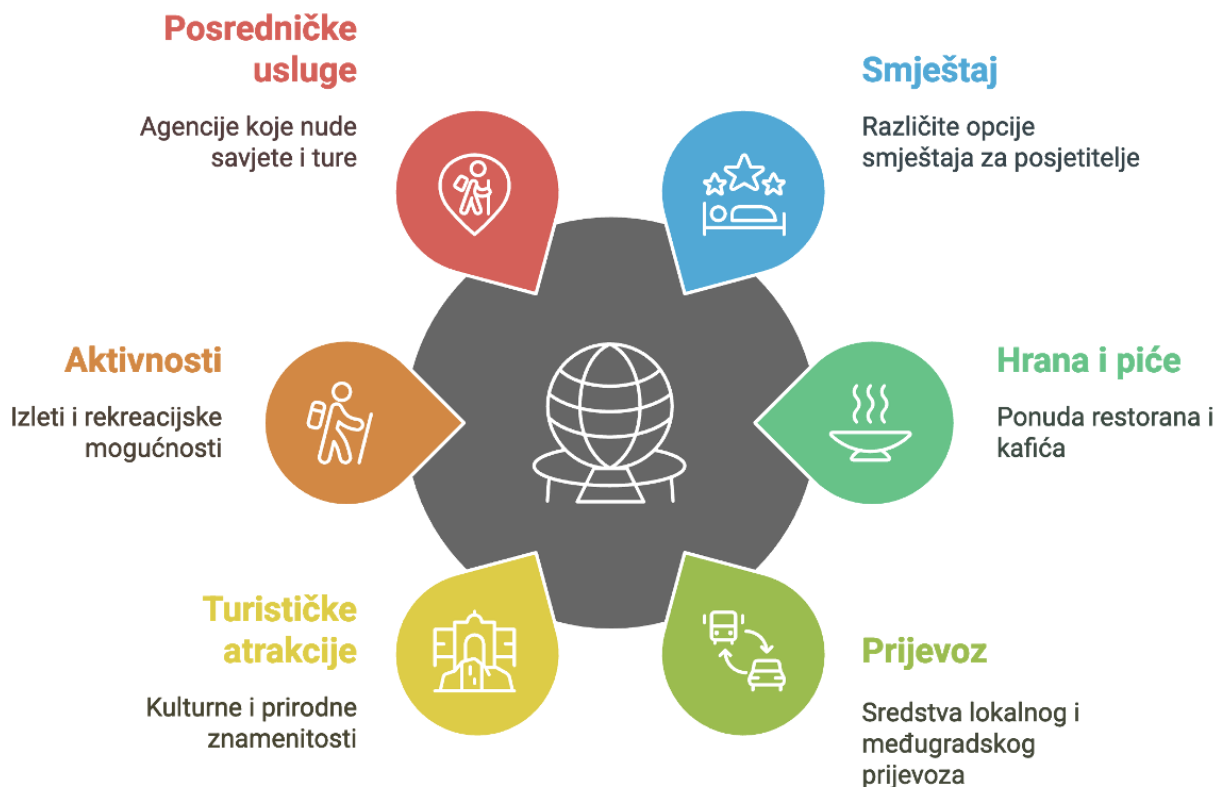 Posredničke
usluge
Agencije koje nude
savjete i ture
Smještaj
Različite opcije
smještaja za posjetitelje
Aktivnosti
Izleti i rekreacijske
mogućnosti
Hrana i piće
Ponuda restorana i
kafića
Turističke
atrakcije
Kulturne i prirodne
znamenitosti
Prijevoz
Sredstva lokalnog i
međugradskog
prijevoza